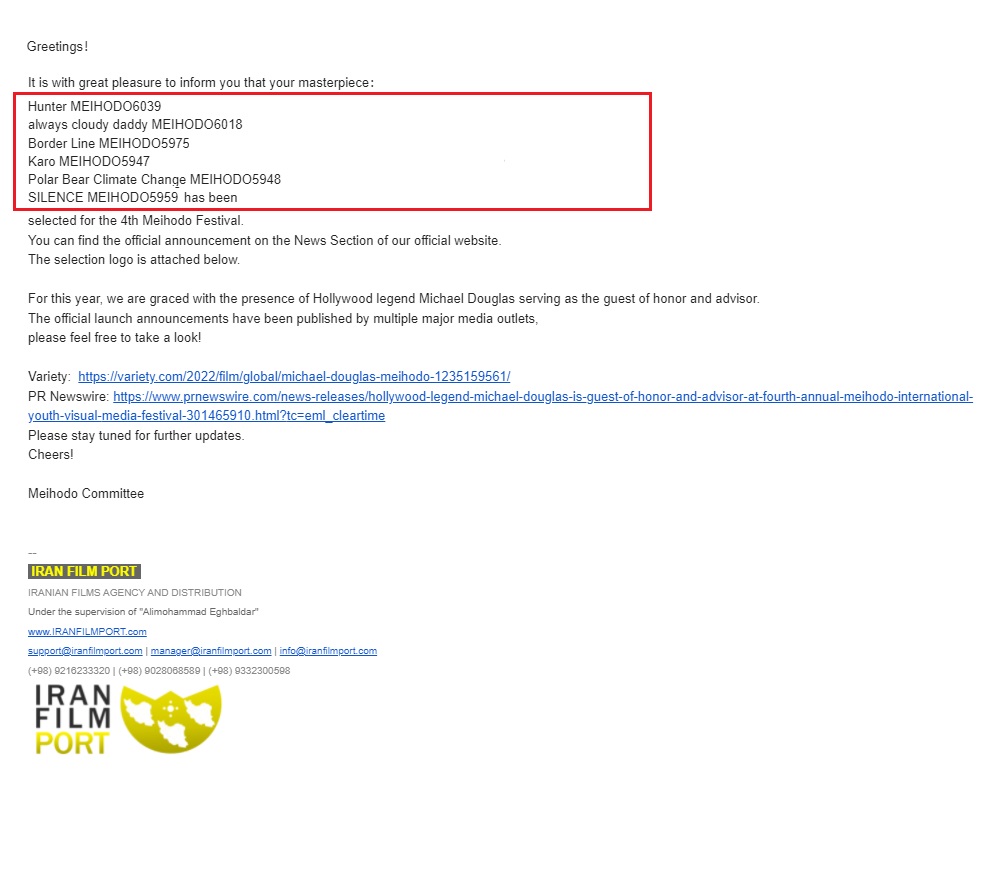 Greetings!
It is with great pleasure to inform you that your masterpiece:
Hunter MEIHODO6039
always cloudy daddy MEIHODO6018
Border Line MEIHODO5975
Karo MEIHODO5947
Polar Bear Climate Change MEIHODO5948
SILENCE MEIHODO5959 has been
selected for the 4th Meihodo Festival.
You can find the official announcement on the News Section of our official website.
The selection logo is attached below.
For this year, we are graced with the presence of Hollywood legend Michael Douglas serving as the guest of honor and advisor.
The official launch announcements have been published by multiple major media outlets,
please feel free to take a look!
Variety: https://variety.com/2022/film/global/michael-douglas-meihodo-1235159561/
PR Newswire: https://www.prnewswire.com/news-releases/hollywood-legend-michael-douglas-is-guest-of-honor-and-advisor-at-fourth-annual-meihodo-international-
youth-visual-media-festival-301465910.html?tc=eml_cleartime
Please stay tuned for further updates.
Cheers!
Meihodo Committee
--
IRAN FILM PORT
IRANIAN FILMS AGENCY AND DISTRIBUTION
Under the supervision of "Alimohammad Eghbaldar"
www.IRANFILMPORT.com
support@iranfilmport.com | manager@iranfilmport.com | info@iranfilmport.com
(+98) 9216233320 | (+98) 9028068589 | (+98) 9332300598
IRAN
FILM
PORT